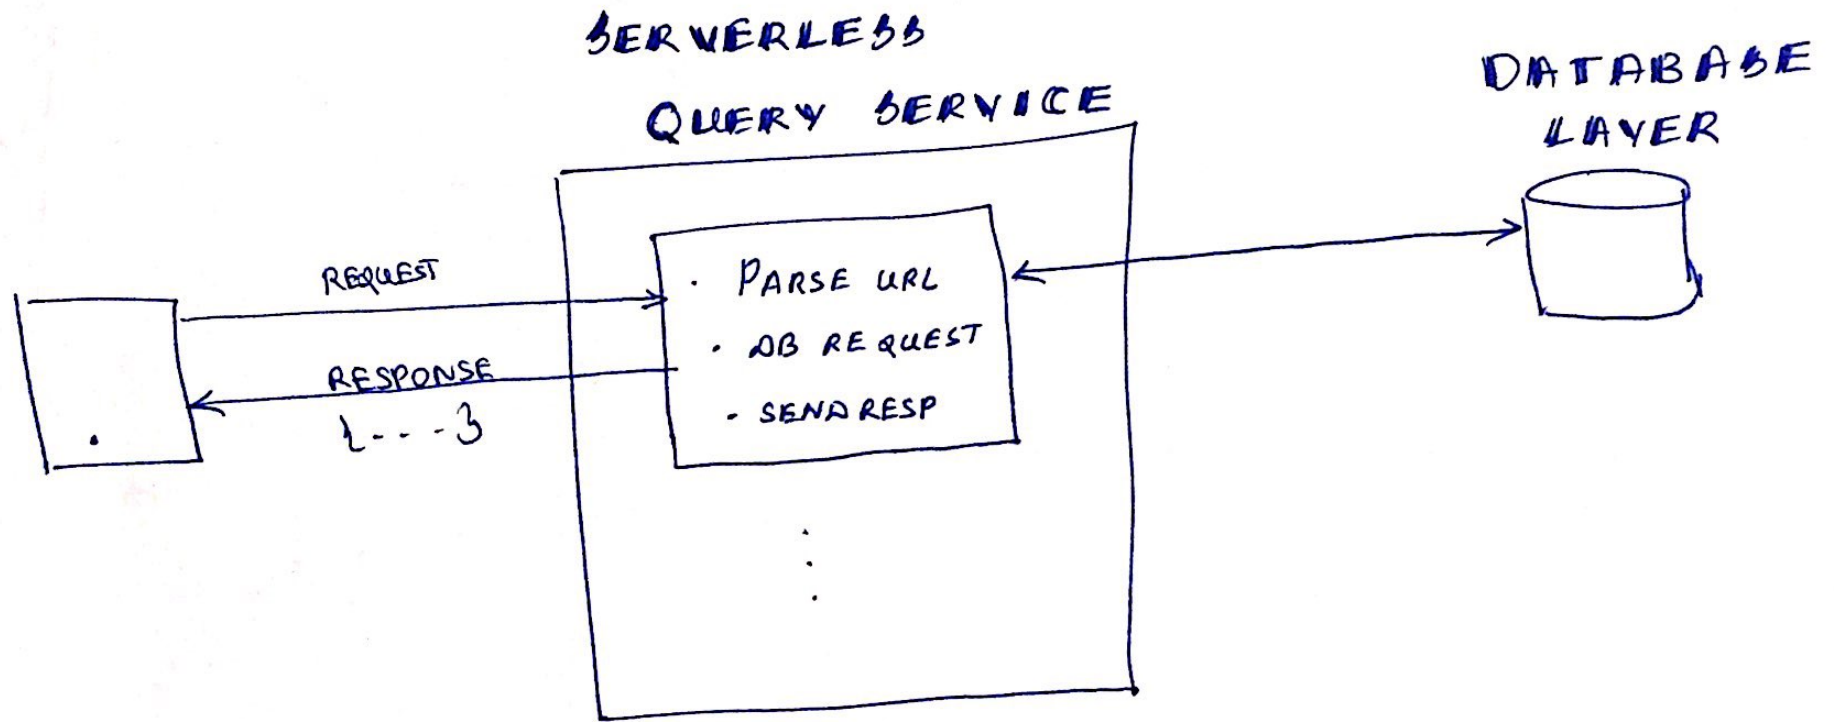 SERVERLESS
QUERY SERVICE
DATABASE
LAYER
REQUEST
RESPONSE
{---}
· PARSE URL
· DB REQUEST
· SEND RESP